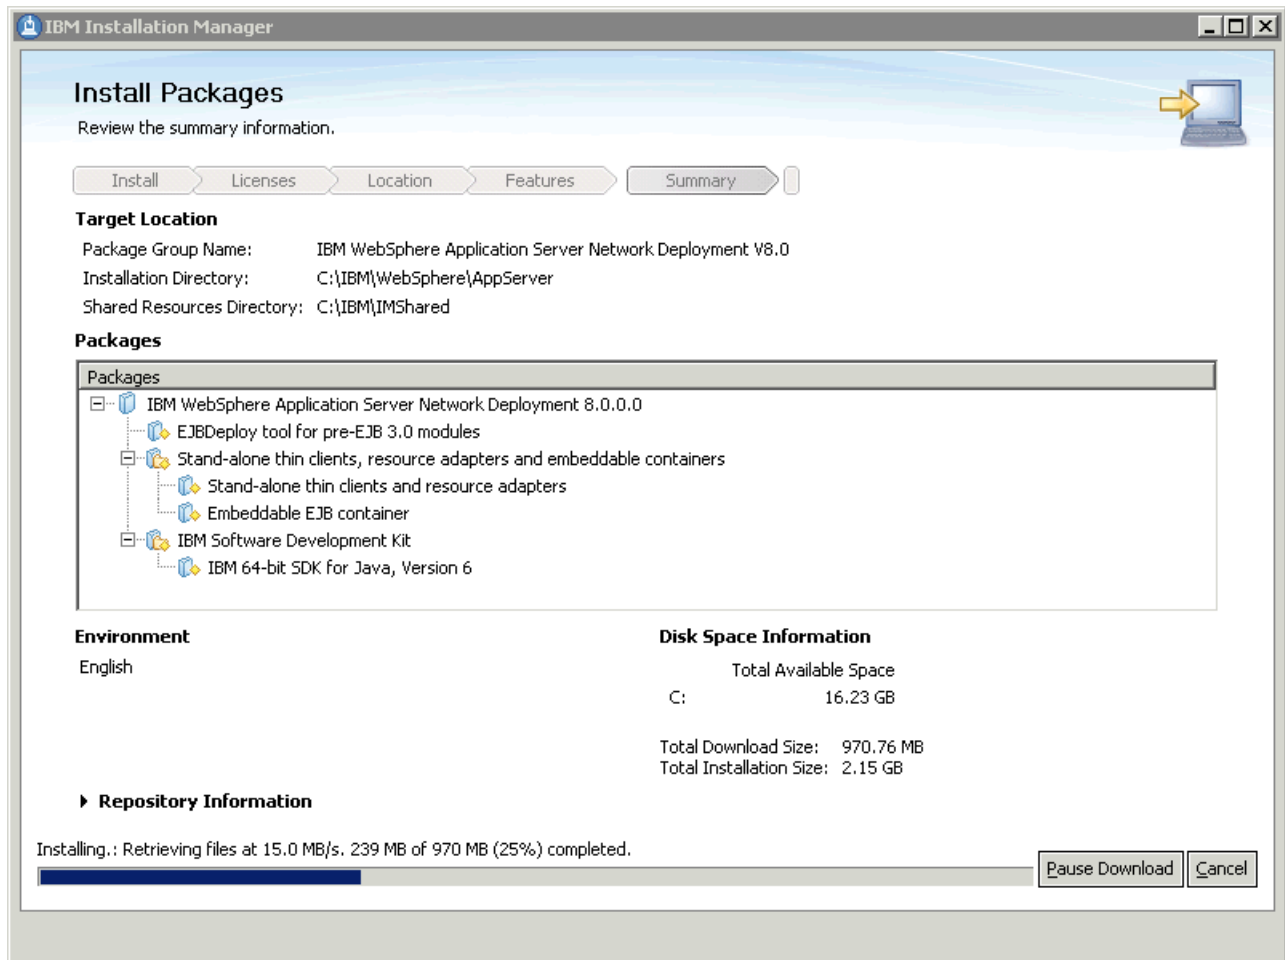 IBM Installation Manager
Install Packages
Review the summary information.
Install Licenses Location Features Summary
Target Location
Package Group Name: IBM WebSphere Application Server Network Deployment V8.0
Installation Directory: C:\IBM\WebSphere\AppServer
Shared Resources Directory: C:\IBM\IMShared
Packages
Packages
IBM WebSphere Application Server Network Deployment 8.0.0.0
EJBDeploy tool for pre-EJB 3.0 modules
Stand-alone thin clients, resource adapters and embeddable containers
Stand-alone thin clients and resource adapters
Embeddable EJB container
IBM Software Development Kit
IBM 64-bit SDK for Java, Version 6
Environment
English
Disk Space Information
Total Available Space
C: 16.23 GB
Total Download Size: 970.76 MB
Total Installation Size: 2.15 GB
Repository Information
Installing.: Retrieving files at 15.0 MB/s. 239 MB of 970 MB (25%) completed.
Pause Download Cancel